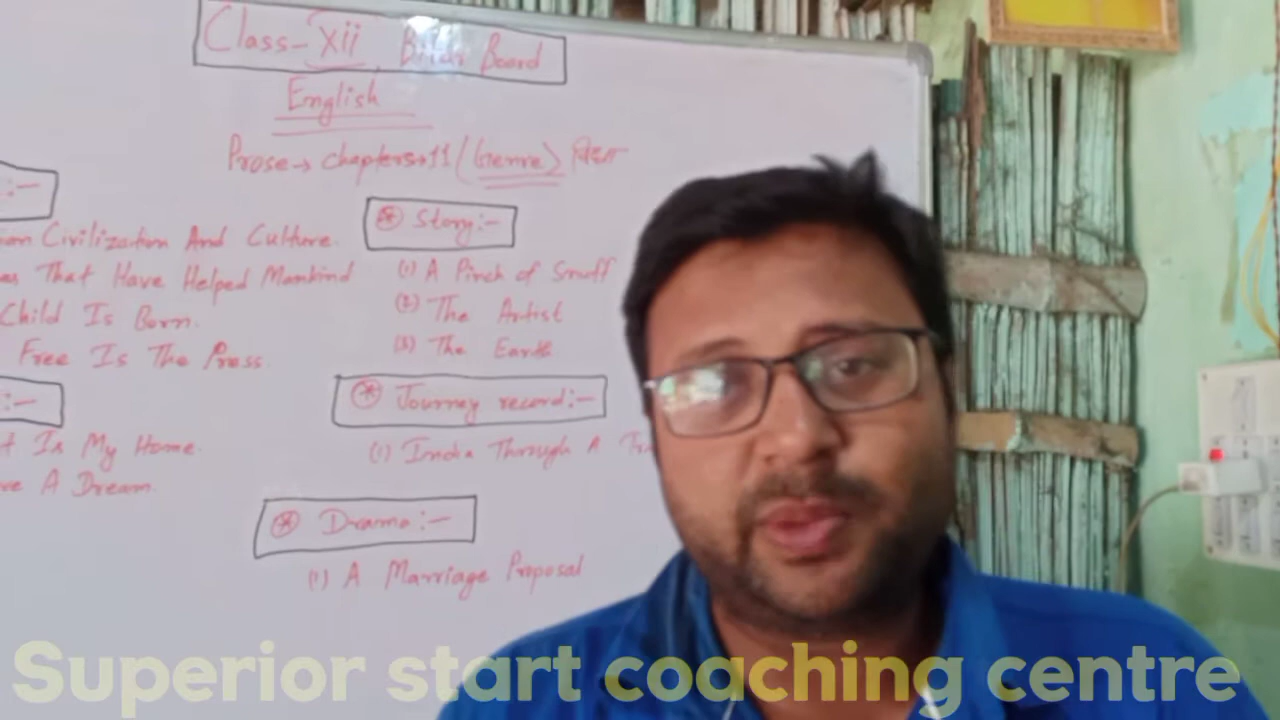 Class - Xii Bihar Board
English
Prose → chapters → 11 (Genre)
:-
Civilization And Culture.
That Have Helped Mankind
Child Is Born.
Free Is The Press.
:-
Is My Home.
A Dream.
Story:-
(1) A Pinch of Snuff
(2) The Artist
(3) The Earth
Journey record:-
(1) India Through A
Drama:-
(1) A Marriage Proposal
Superior start coaching centre